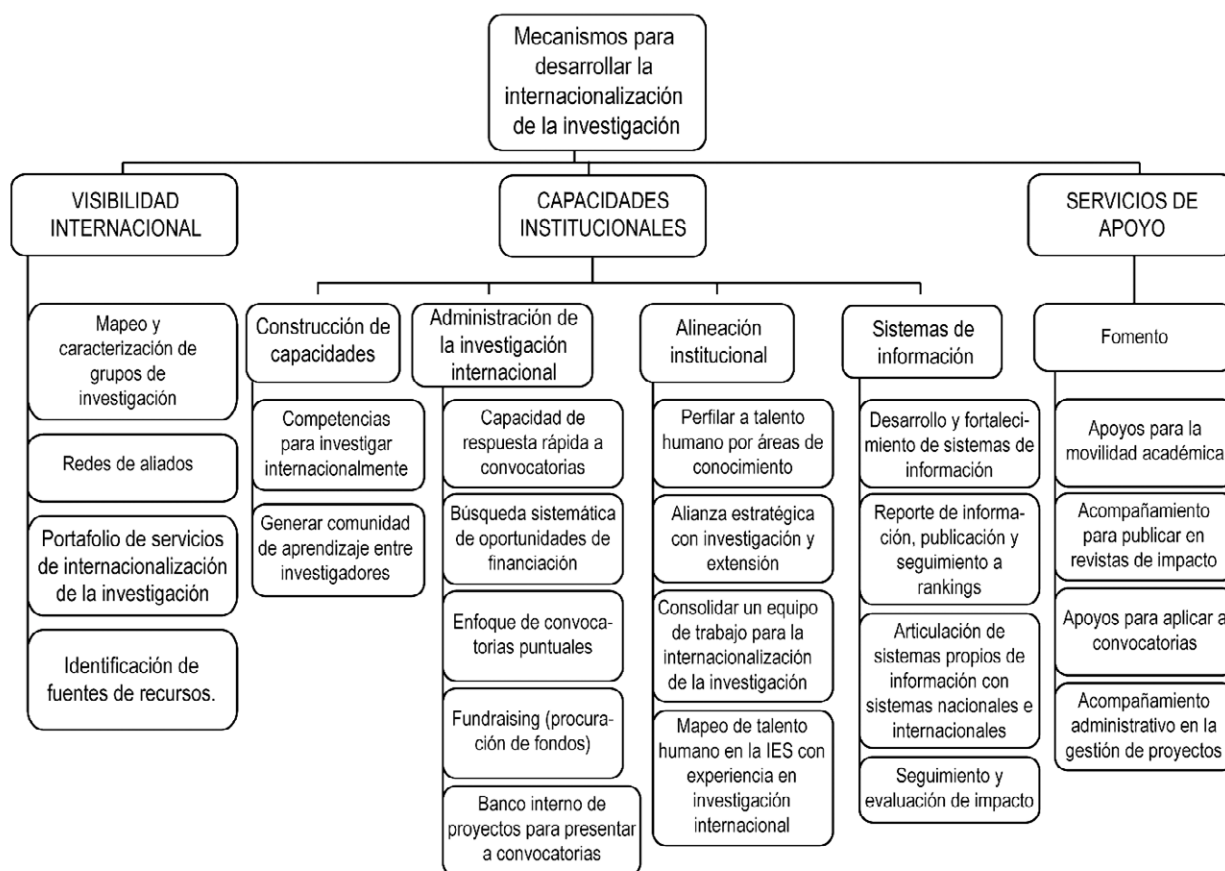 Mecanismos para
desarrollar la
internacionalización
de la investigación
VISIBILIDAD
INTERNACIONAL
CAPACIDADES
INSTITUCIONALES
SERVICIOS DE
APOYO
Mapeo y
caracterización de
grupos de
investigación
Redes de aliados
Portafolio de servicios
de internacionalización
de la investigación
Identificación de
fuentes de recursos.
Construcción de
capacidades
Competencias
para investigar
internacionalmente
Generar comunidad
de aprendizaje entre
investigadores
Administración de
la investigación
internacional
Capacidad de
respuesta rápida a
convocatorias
Búsqueda sistemática
de oportunidades de
financiación
Enfoque de convoca-
torias puntuales
Fundraising (procura-
ción de fondos)
Banco interno de
proyectos para presentar
a convocatorias
Alineación
institucional
Perfilar a talento
humano por áreas de
conocimiento
Alianza estratégica
con investigación y
extensión
Consolidar un equipo
de trabajo para la
internacionalización
de la investigación
Mapeo de talento
humano en la IES con
experiencia en
investigación
internacional
Sistemas de
información
Desarrollo y fortaleci-
miento de sistemas de
información
Reporte de informa-
ción, publicación y
seguimiento a
rankings
Articulación de
sistemas propios de
información con
sistemas nacionales e
internacionales
Seguimiento y
evaluación de impacto
Fomento
Apoyos para la
movilidad académica
Acompañamiento
para publicar en
revistas de impacto
Apoyos para aplicar a
convocatorias
Acompañamiento
administrativo en la
gestión de proyectos